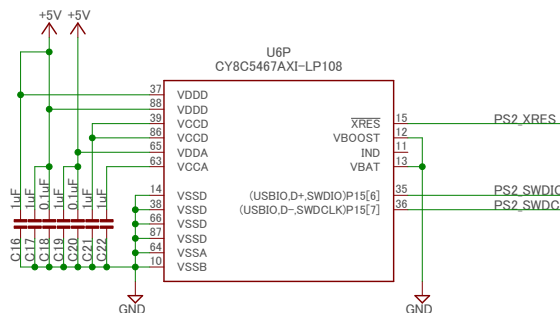 +5V +5V
U6P
CY8C5467AXI-LP108
37 VDDD
88 VDDD
39 VCCD XRES 15 PS2_XRES
86 VCCD VBOOST 12
65 VDDA IND 11
63 VCCA VBAT 13
14 VSSD (USBIO,D+,SWDIO)P15[6] 35 PS2_SWDIO
38 VSSD (USBIO,D-,SWDCLK)P15[7] 36 PS2_SWDC
66 VSSD
87 VSSD
64 VSSA
10 VSSB
1uF 1uF 0.1uF 1uF 0.1uF 1uF 1uF
C16 C17 C18 C19 C20 C21 C22
GND GND